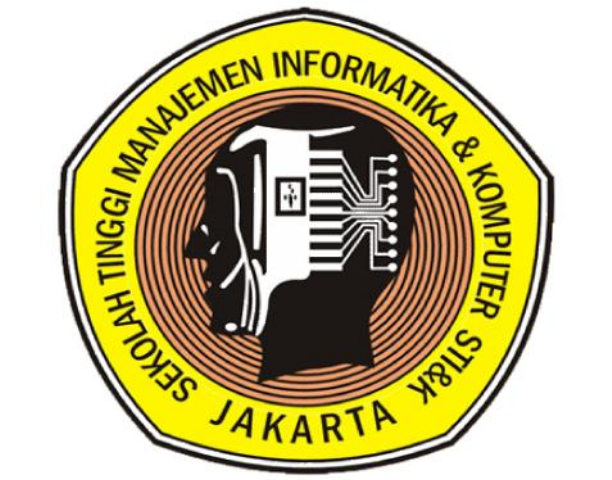 SEKOLAH TINGGI MANAJEMEN INFORMATIKA & KOMPUTER STI&K
JAKARTA